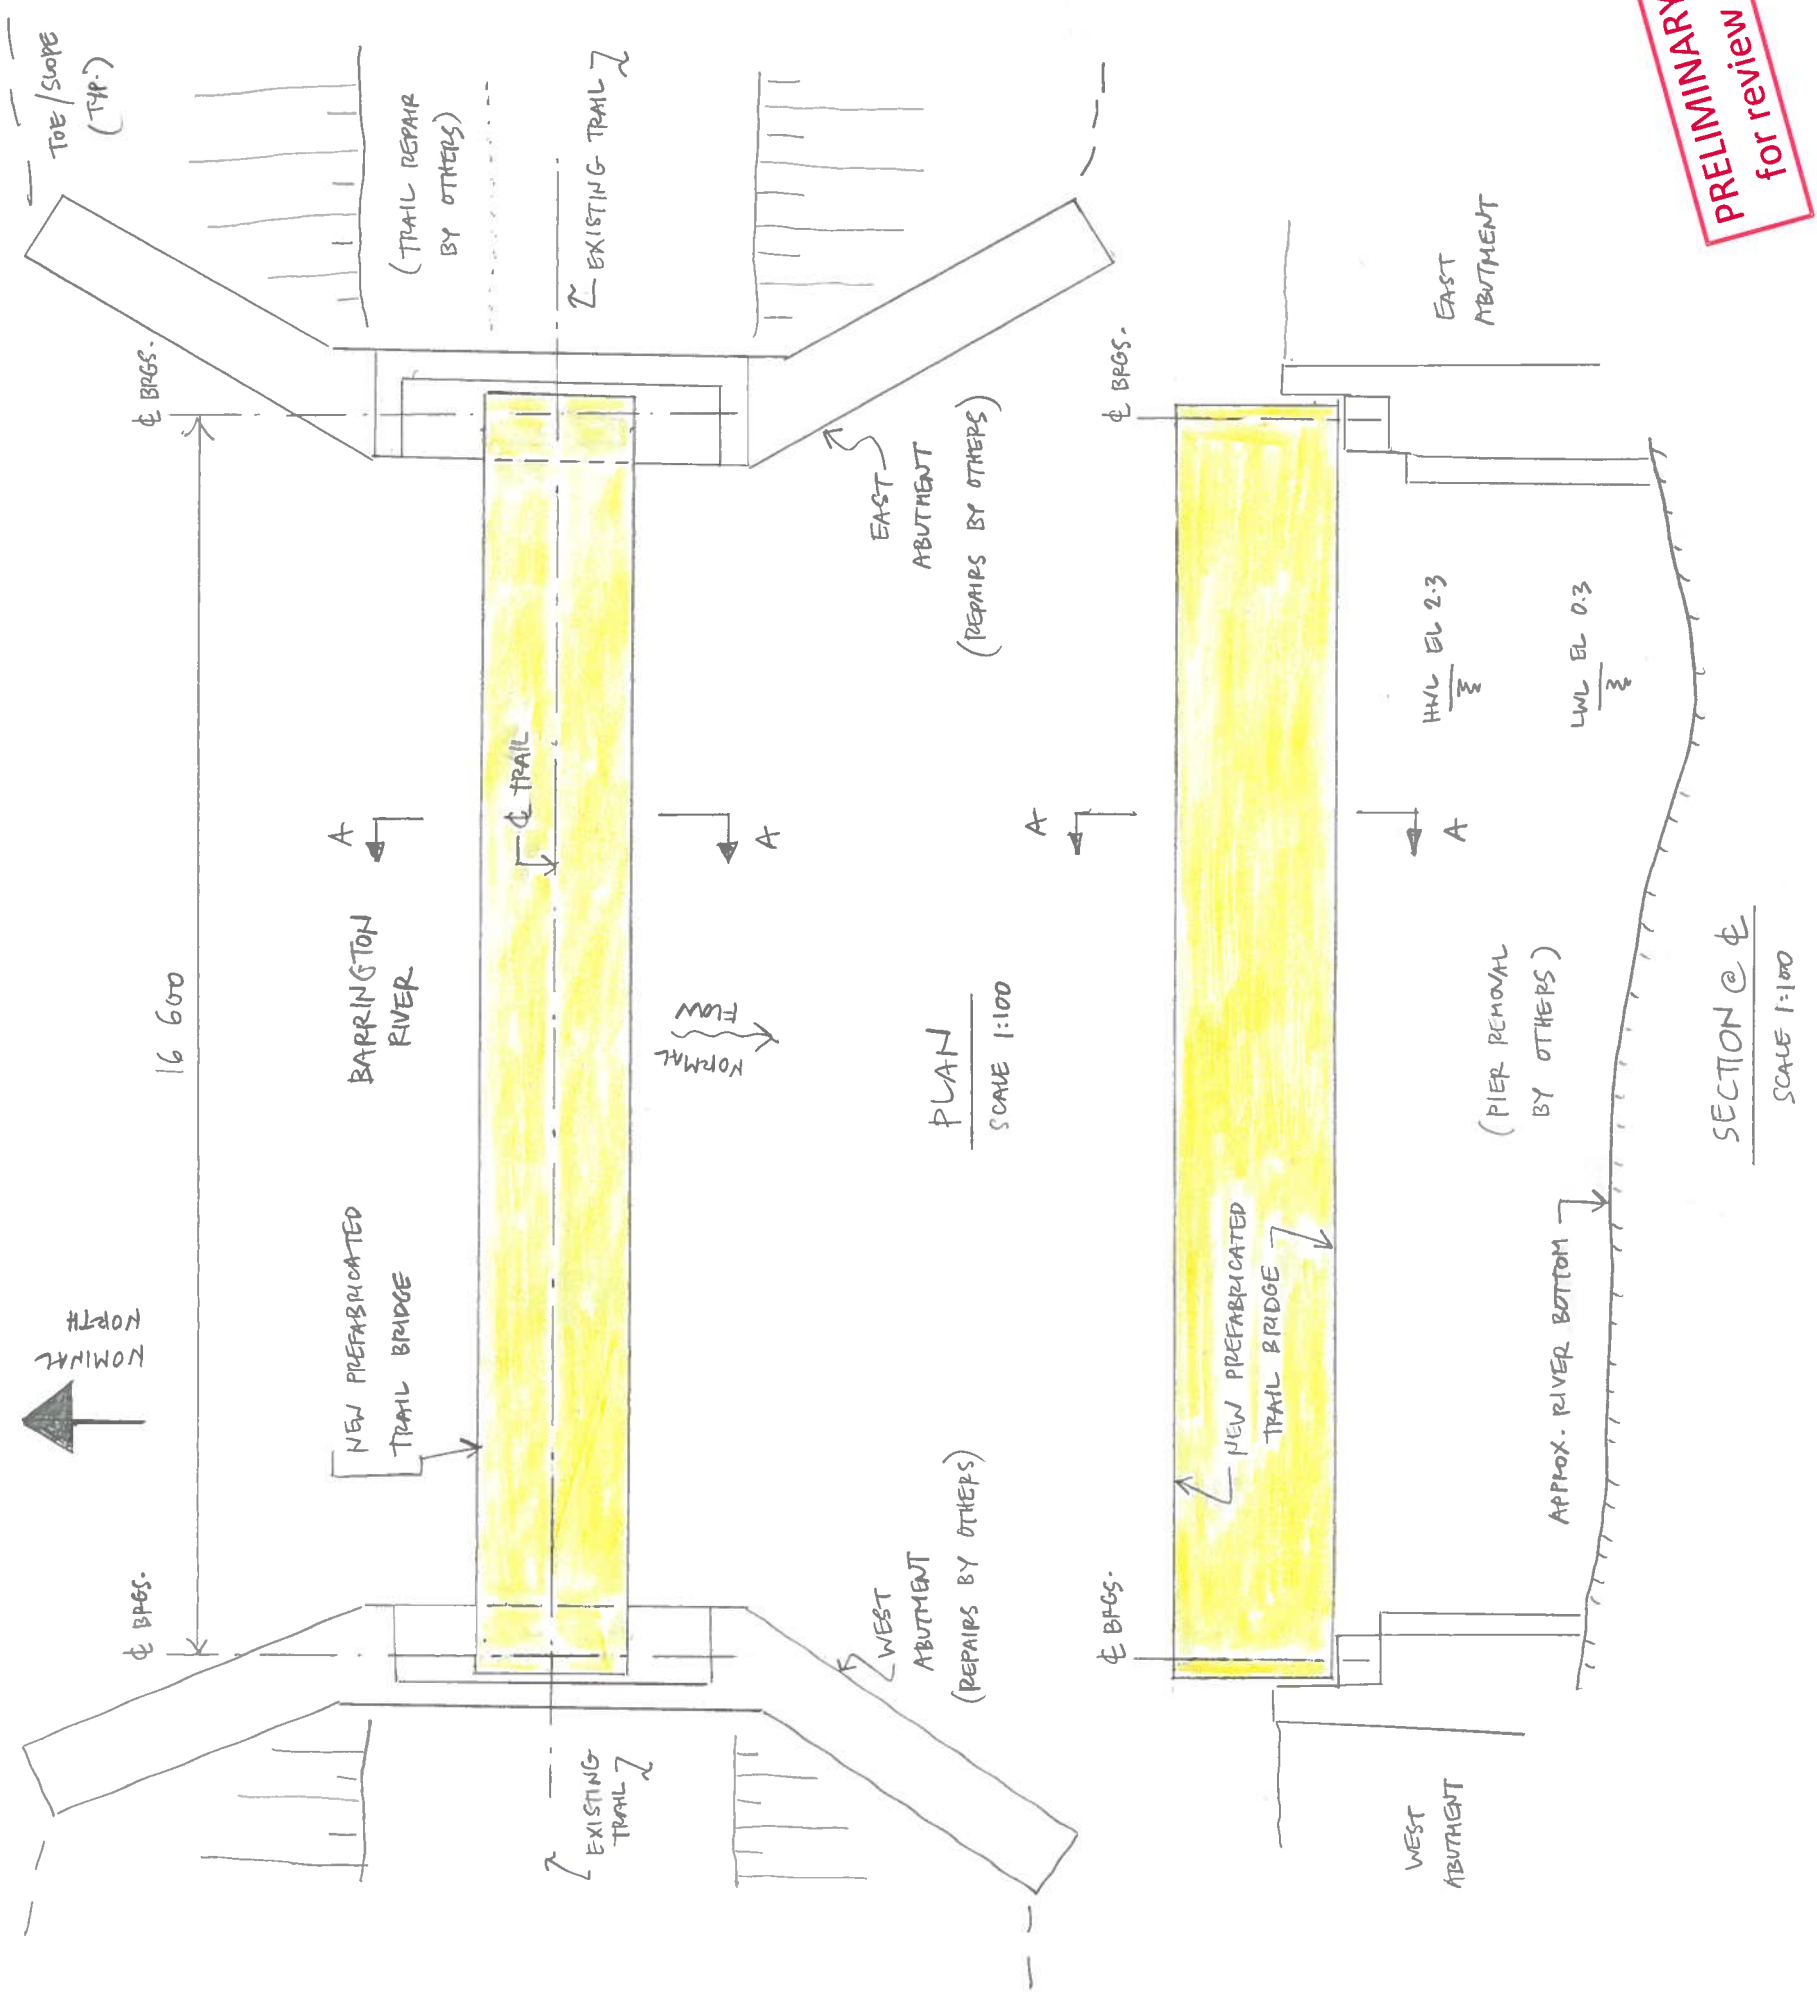 NOMINAL
NORTH
TOE/SLOPE
(TYP.)
℄ BRGS.
16 600
℄ BRGS.
NEW PREFABRICATED
TRAIL BRIDGE
BARRINGTON
RIVER
A
(TRAIL REPAIR
BY OTHERS)
℄ TRAIL
EXISTING
TRAIL
EXISTING TRAIL
NORMAL
FLOW
A
WEST
ABUTMENT
(REPAIRS BY OTHERS)
EAST
ABUTMENT
(REPAIRS BY OTHERS)
PLAN
SCALE 1:100
℄ BRGS.
A
℄ BRGS.
NEW PREFABRICATED
TRAIL BRIDGE
A
WEST
ABUTMENT
EAST
ABUTMENT
HWL EL 2.3
LWL EL 0.3
(PIER REMOVAL
BY OTHERS)
APPROX. RIVER BOTTOM
SECTION @ ℄
SCALE 1:100
PRELIMINARY
for review